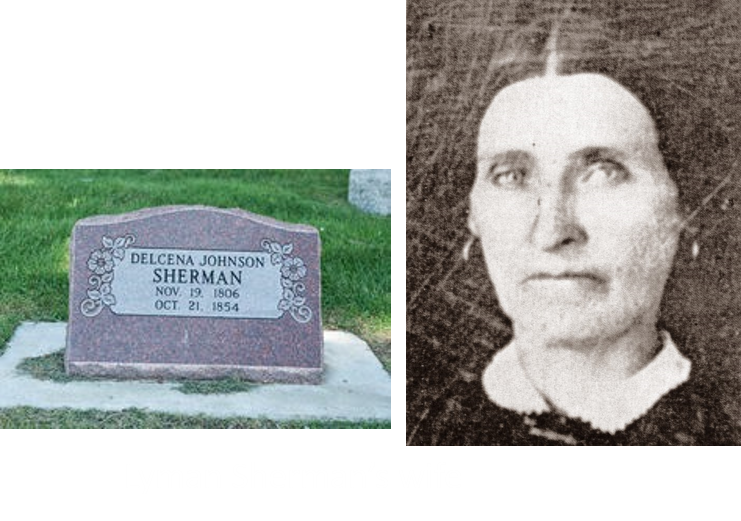 DELCENA JOHNSON
SHERMAN
NOV. 19, 1806
OCT. 21, 1854